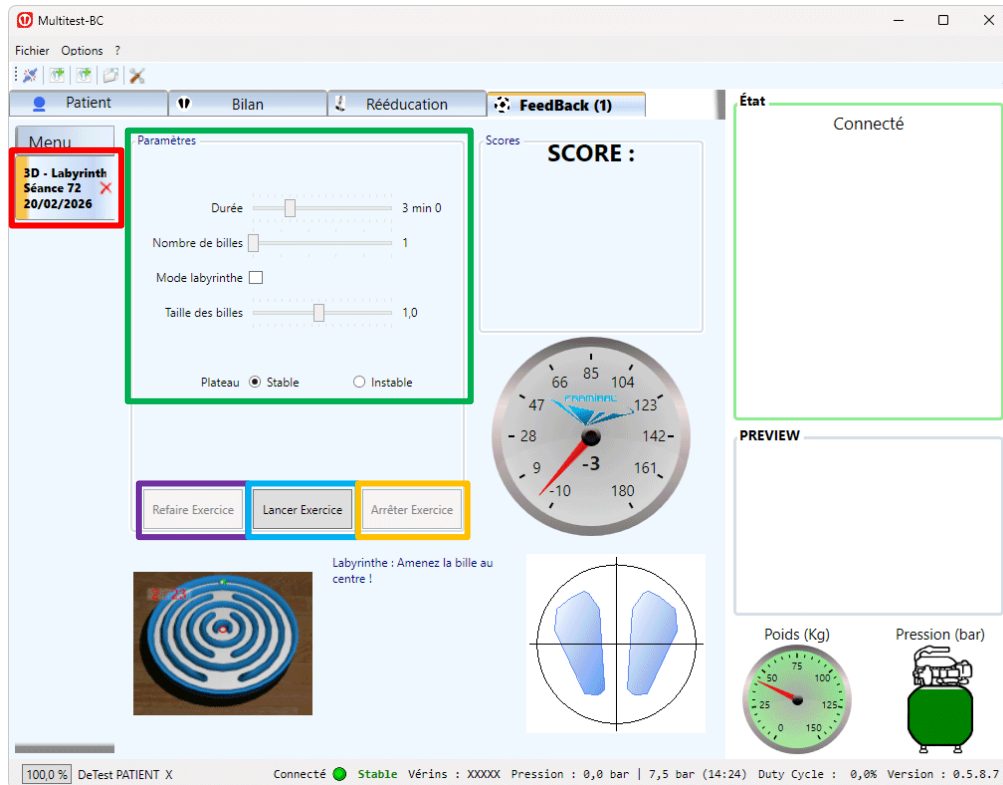 Multitest-BC
Fichier Options ?
Patient
Bilan
Rééducation
FeedBack (1)
Menu
3D - Labyrinth
Séance 72
20/02/2026
Paramètres
Durée
3 min 0
Nombre de billes
1
Mode labyrinthe
Taille des billes
1,0
Plateau
Stable
Instable
Refaire Exercice
Lancer Exercice
Arrêter Exercice
Labyrinthe : Amenez la bille au
centre !
Scores
SCORE :
85
66
104
FRAMIRAL
47
123
28
142
-3
9
161
-10
180
État
Connecté
PREVIEW
Poids (Kg)
75
50
100
25
125
0
150
Pression (bar)
100,0 %
DeTest PATIENT X
Connecté
Stable
Vérins : XXXXX
Pression : 0,0 bar | 7,5 bar (14:24)
Duty Cycle : 0,0%
Version : 0.5.8.7